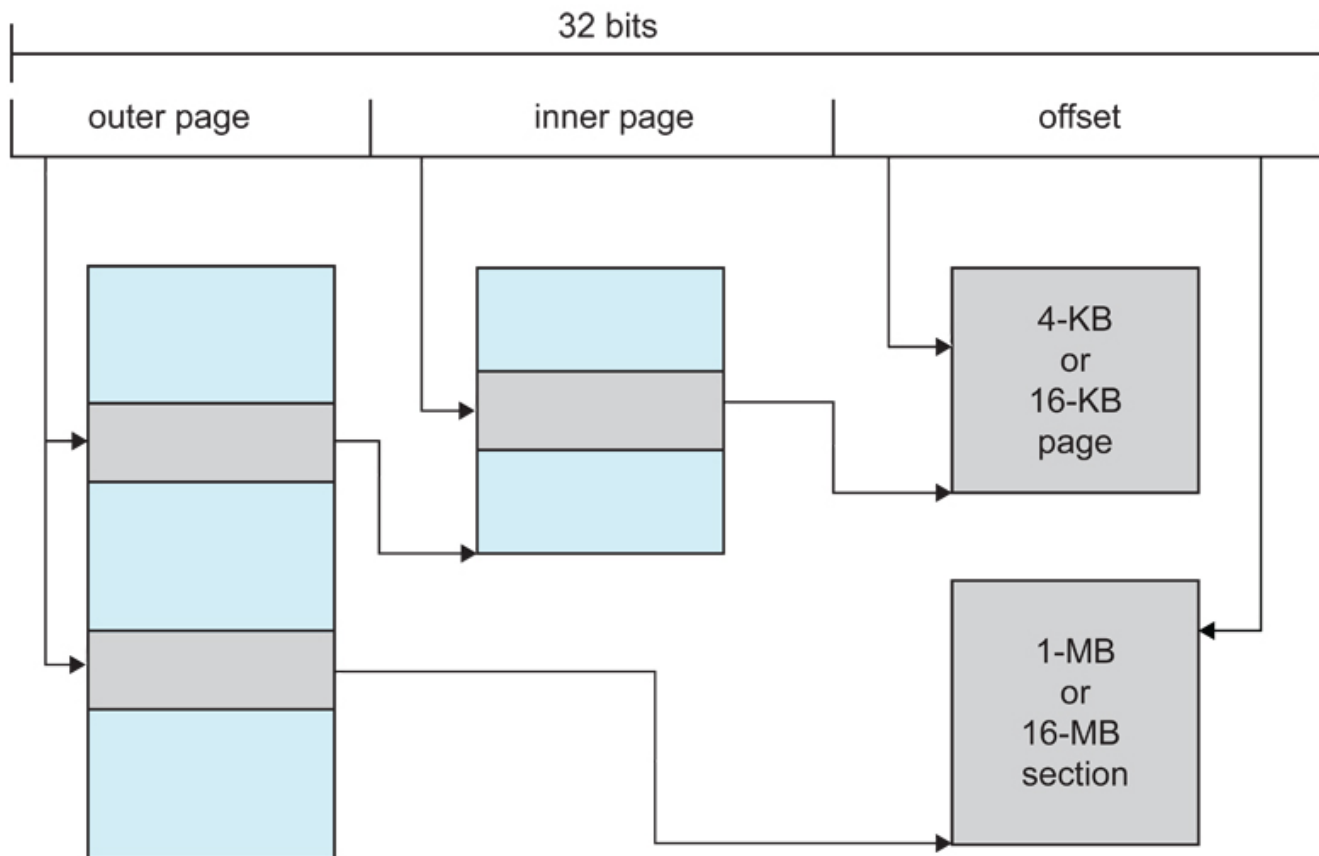 32 bits
outer page
inner page
offset
4-KB
or
16-KB
page
1-MB
or
16-MB
section